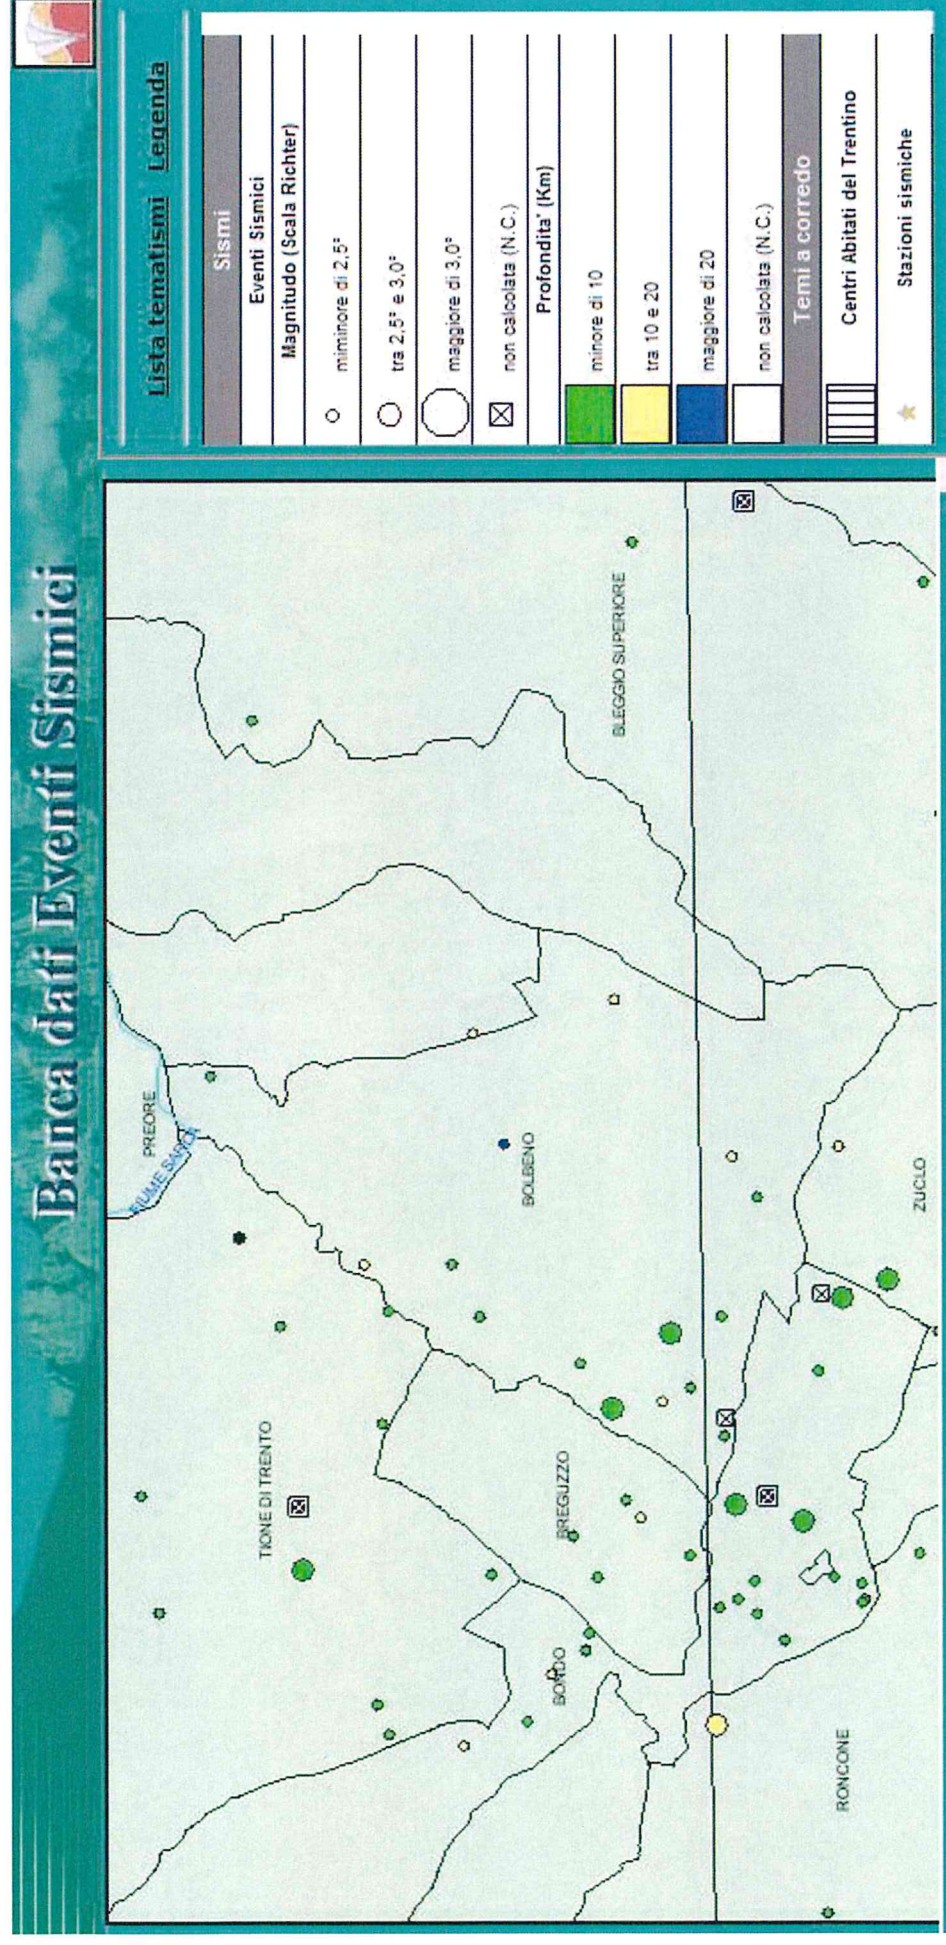 Banca dati Eventi Sismici
Lista tematismi Legenda
Sismi
Eventi Sismici
Magnitudo (Scala Richter)
miminore di 2,5°
tra 2,5° e 3,0°
maggiore di 3,0°
non calcolata (N.C.)
Profondita' (Km)
minore di 10
tra 10 e 20
maggiore di 20
non calcolata (N.C.)
Temi a corredo
Centri Abitati del Trentino
Stazioni sismiche
PREORE
FIUME SARCA
TIONE DI TRENTO
BOLBENO
BLEGGIO SUPERIORE
BREGUZZO
BONDO
RONCONE
ZUCLO